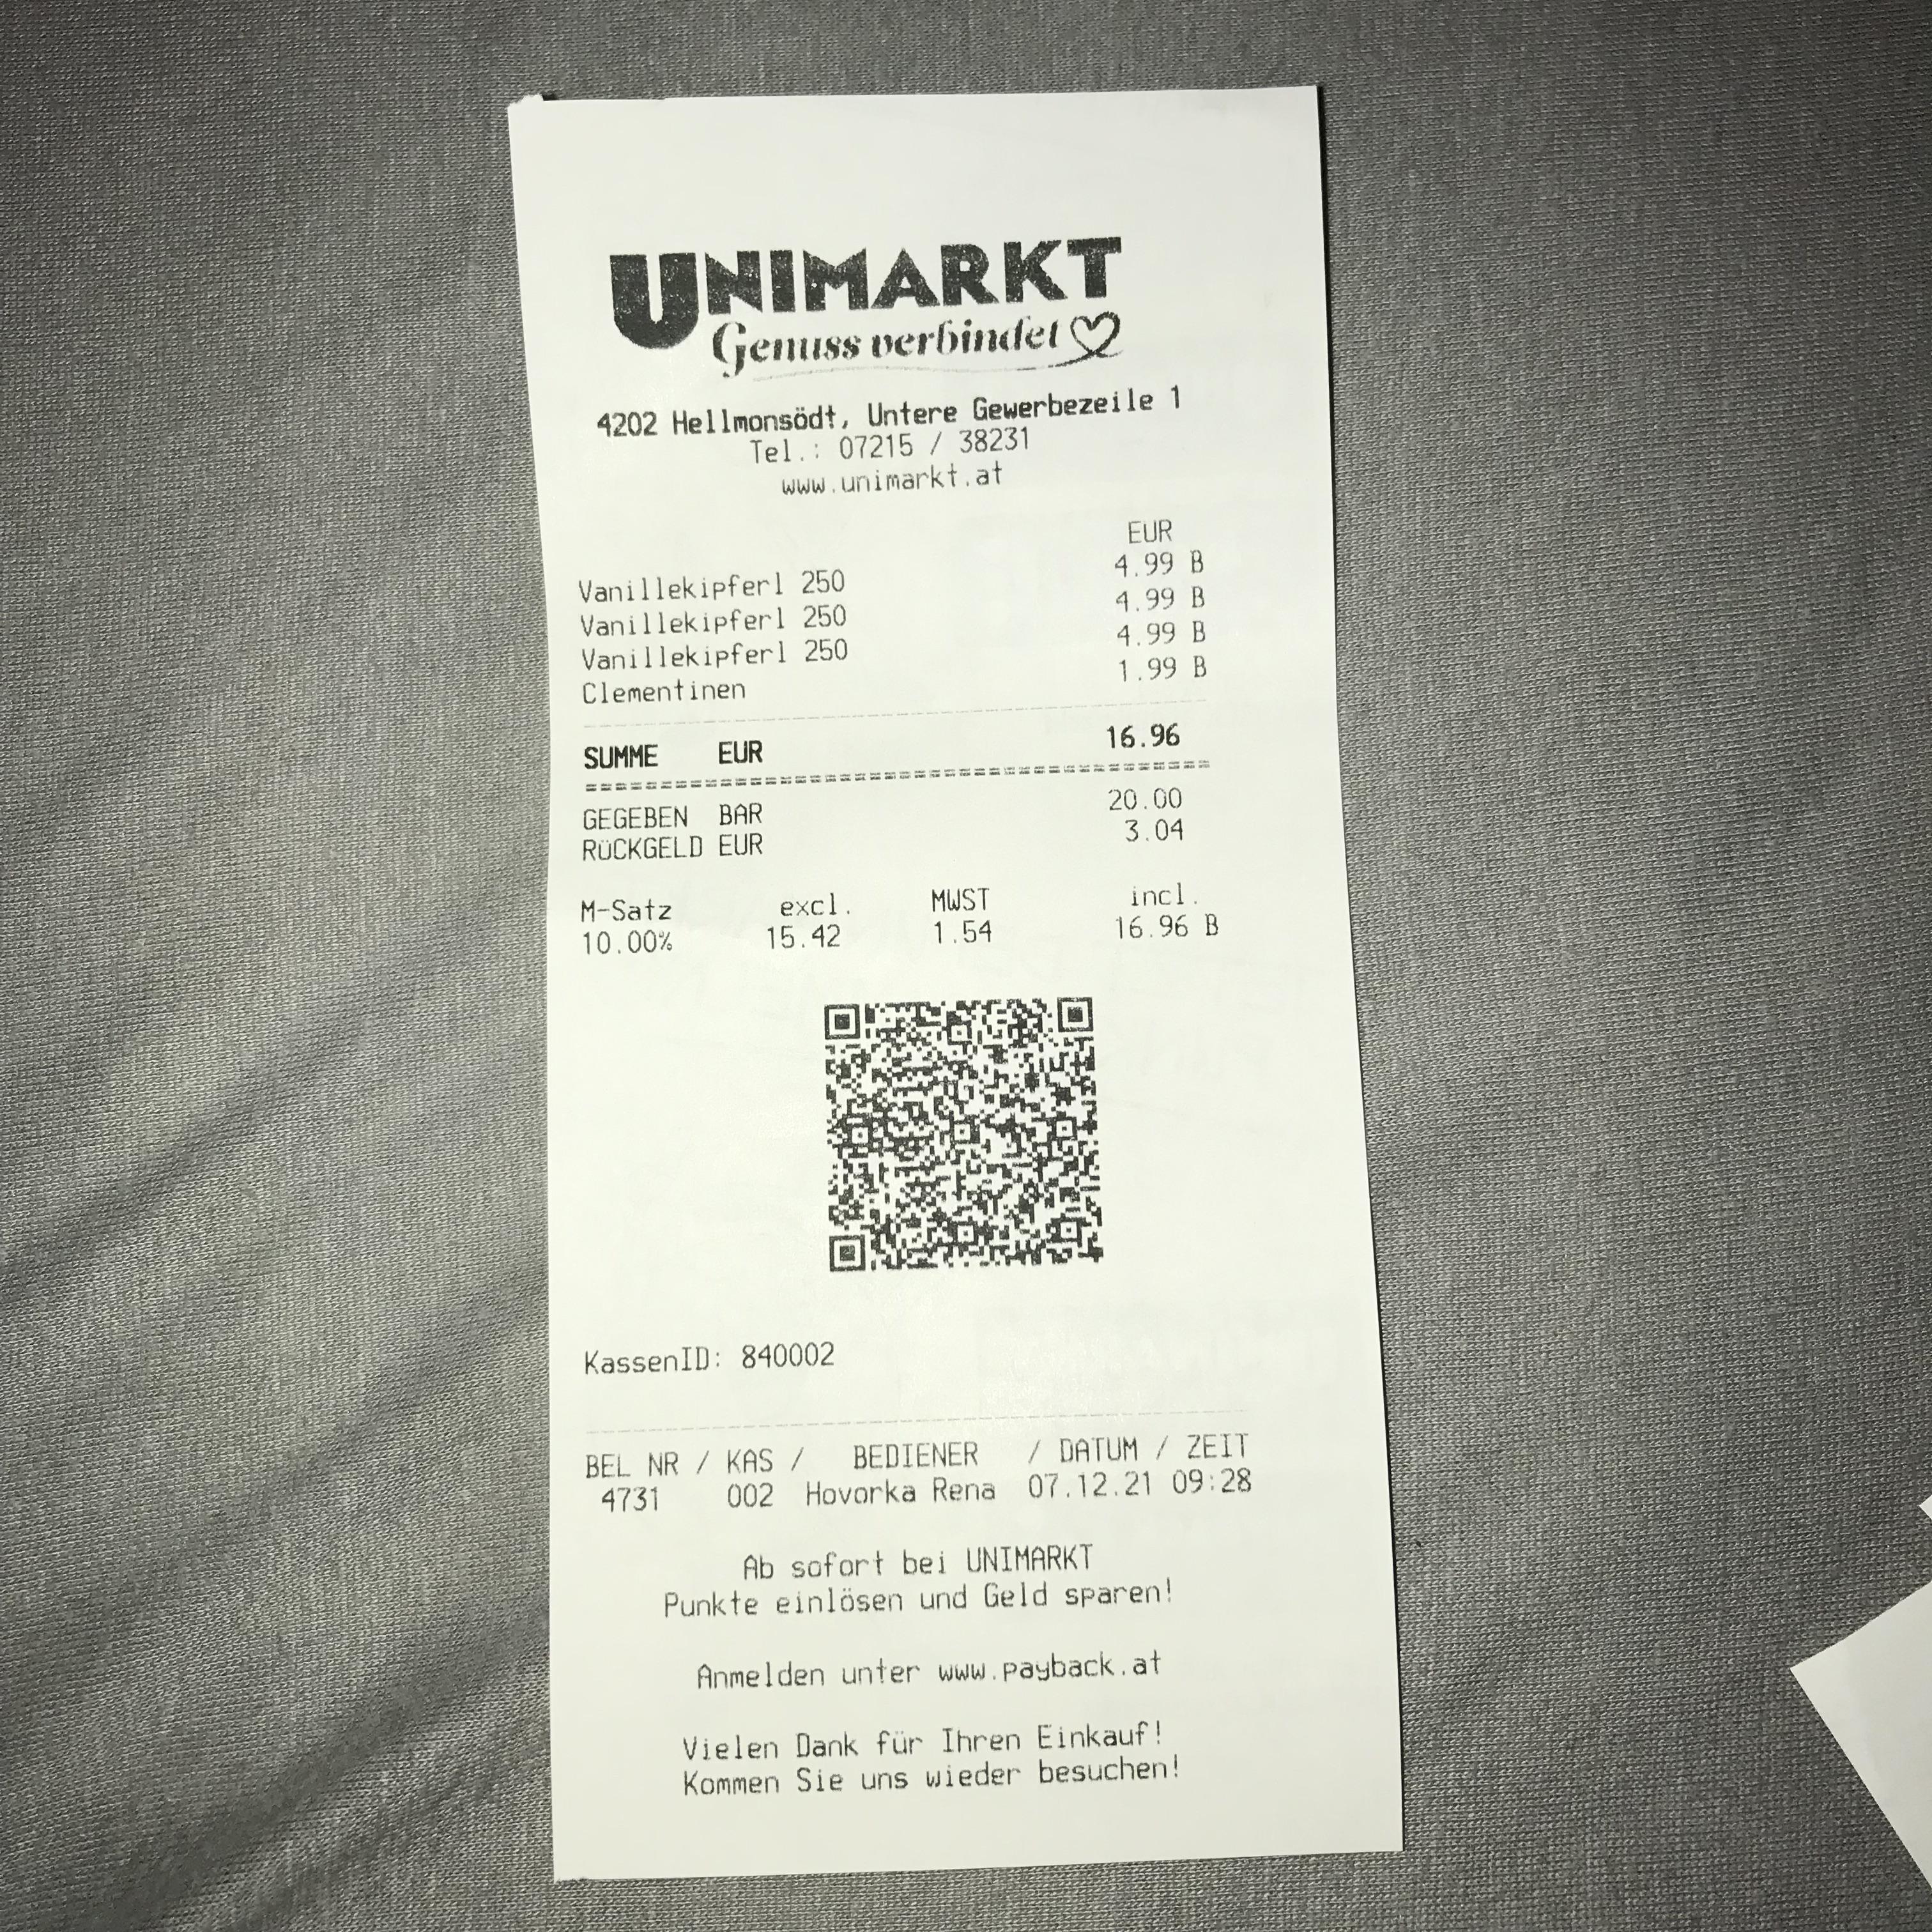 UNIMARKT
Genuss verbindet
4202 Hellmonsödt, Untere Gewerbezeile 1
Tel.: 07215 / 38231
www.unimarkt.at
EUR
Vanillekipferl 250 4.99 B
Vanillekipferl 250 4.99 B
Vanillekipferl 250 4.99 B
Clementinen 1.99 B
SUMME EUR 16.96
GEGEBEN BAR 20.00
RÜCKGELD EUR 3.04
M-Satz excl. MWST incl.
10.00% 15.42 1.54 16.96 B
KassenID: 840002
BEL NR / KAS / BEDIENER / DATUM / ZEIT
4731 002 Hovorka Rena 07.12.21 09:28
Ab sofort bei UNIMARKT
Punkte einlösen und Geld sparen!
Anmelden unter www.payback.at
Vielen Dank für Ihren Einkauf!
Kommen Sie uns wieder besuchen!